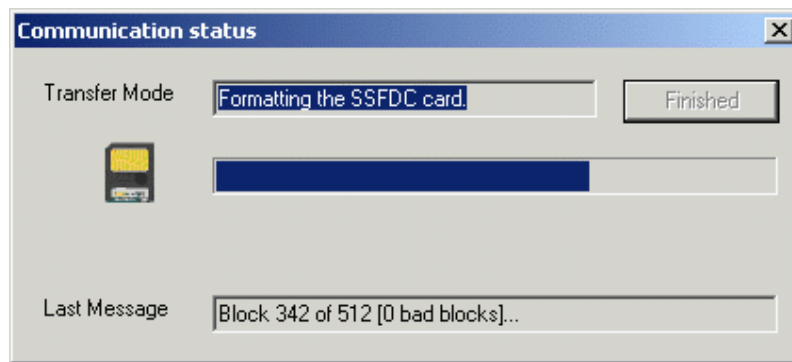 Communication status
Transfer Mode
Formatting the SSFDC card.
Finished
Last Message
Block 342 of 512 [0 bad blocks]...